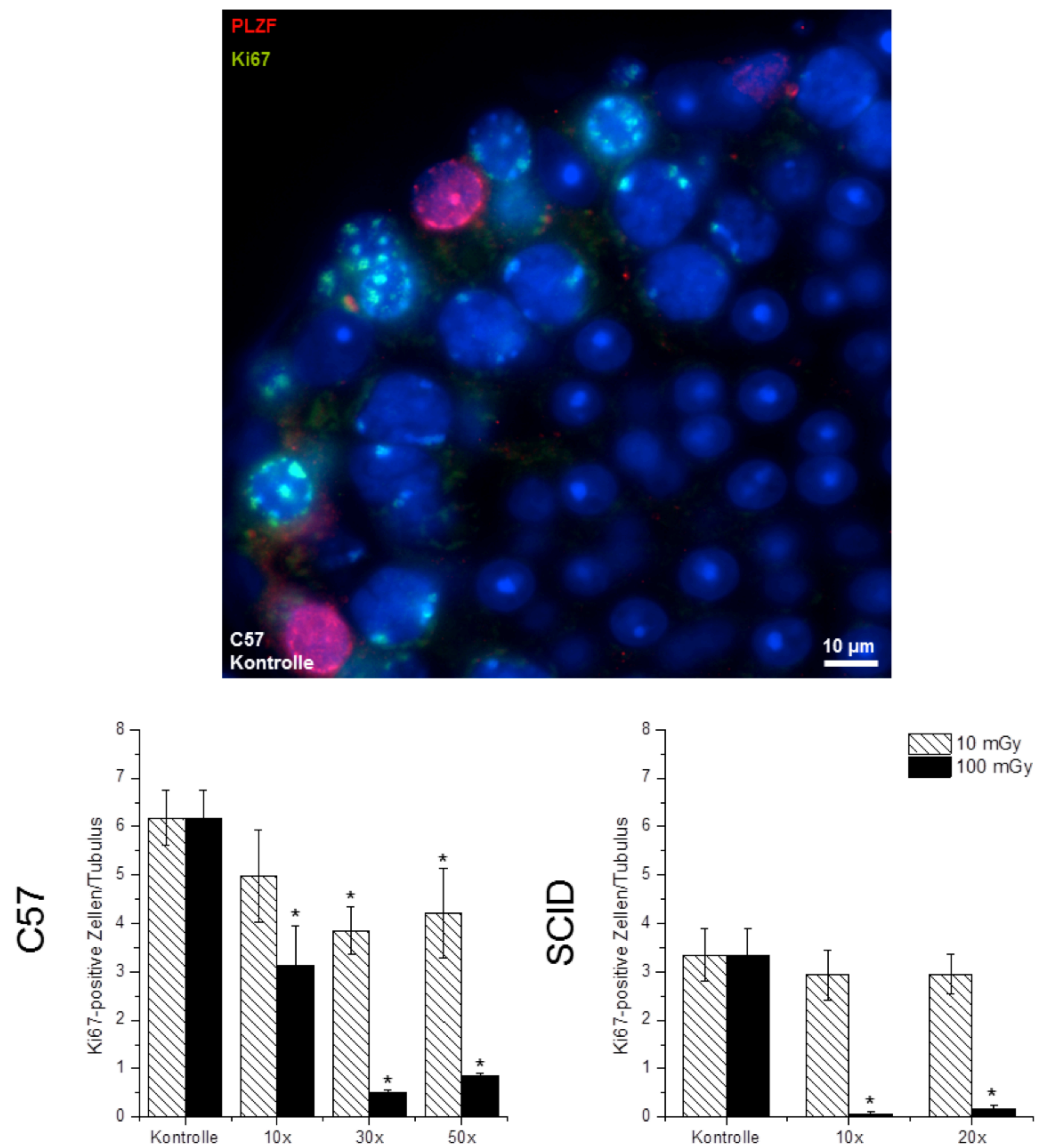 PLZF
Ki67
C57
Kontrolle
10 µm
C57
Ki67-positive Zellen/Tubulus
8
7
6
5
4
3
2
1
0
*
*
*
*
*
Kontrolle 10x 30x 50x
SCID
Ki67-positive Zellen/Tubulus
8
7
6
5
4
3
2
1
0
10 mGy
100 mGy
*
*
Kontrolle 10x 20x